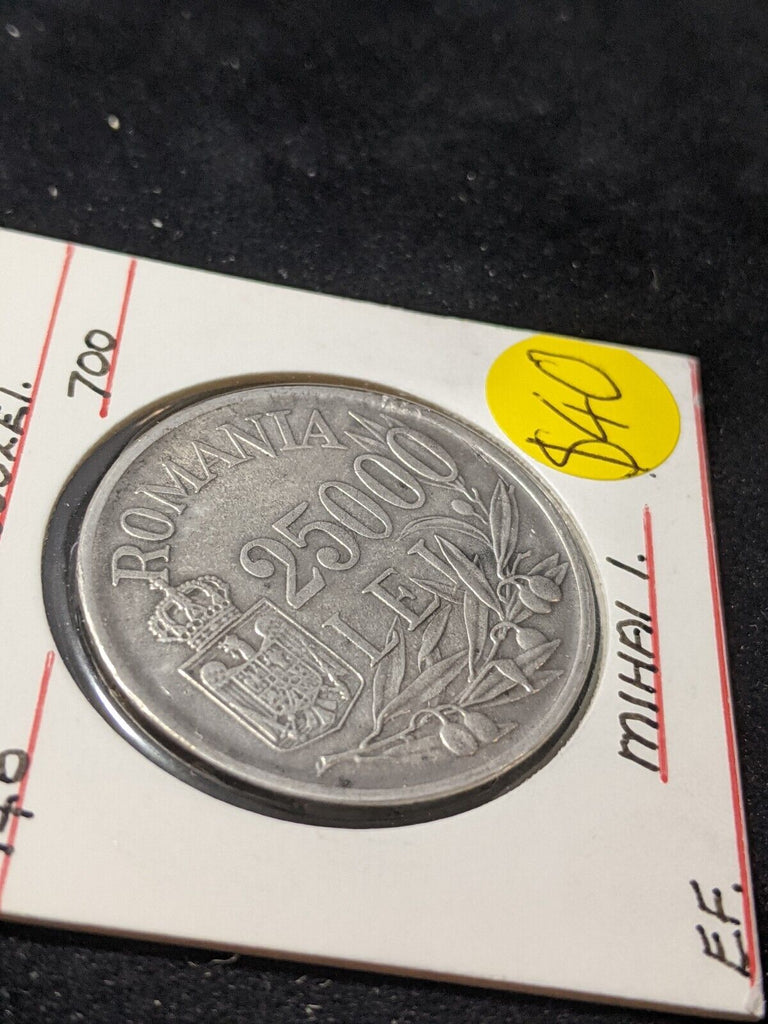 700
$40
ROMANIA
25000
LEI
MIHAI I.
E.F.